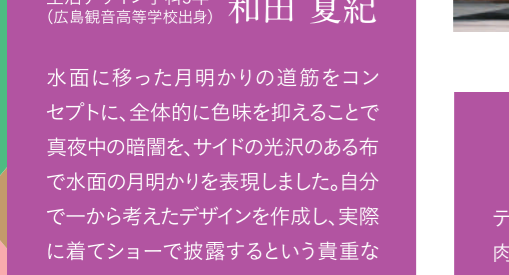 (広島観音高等学校出身) 和田 夏紀
水面に移った月明かりの道筋をコン
セプトに、全体的に色味を抑えることで
真夜中の暗闇を、サイドの光沢のある布
で水面の月明かりを表現しました。自分
で一から考えたデザインを作成し、実際
に着てショーで披露するという貴重な
テ
肉